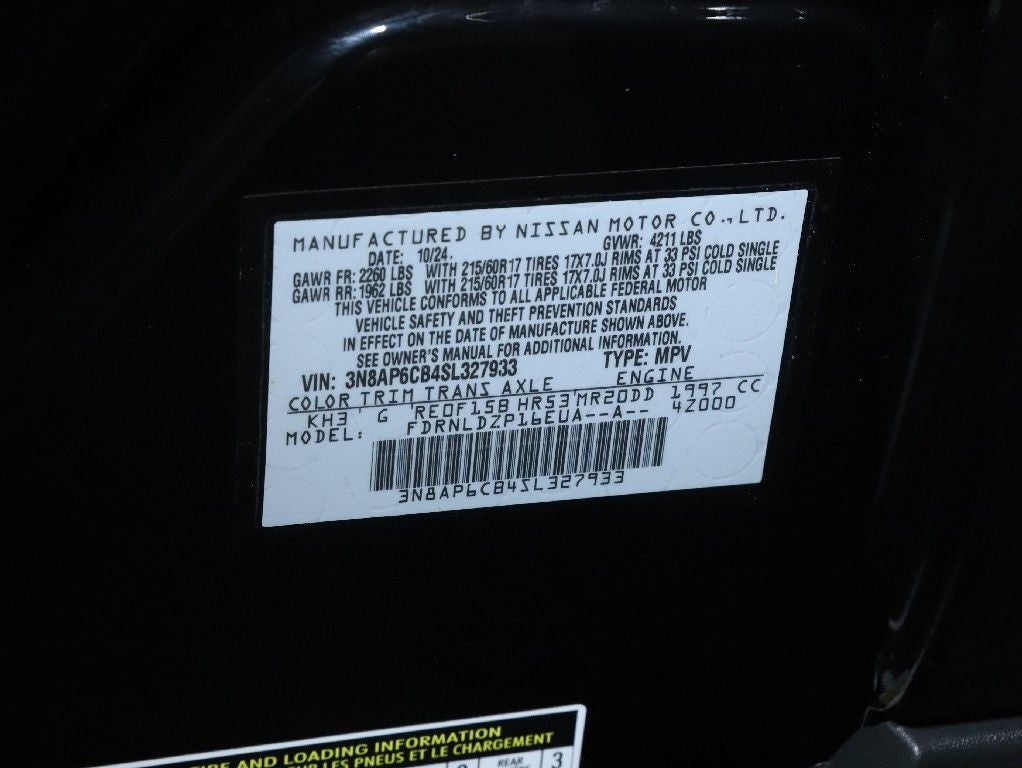 MANUFACTURED BY NISSAN MOTOR CO., LTD.
DATE: 10/24. GVWR: 4211 LBS
GAWR FR: 2260 LBS WITH 215/60R17 TIRES 17X7.0J RIMS AT 33 PSI COLD SINGLE
GAWR RR: 1962 LBS WITH 215/60R17 TIRES 17X7.0J RIMS AT 33 PSI COLD SINGLE
THIS VEHICLE CONFORMS TO ALL APPLICABLE FEDERAL MOTOR
VEHICLE SAFETY AND THEFT PREVENTION STANDARDS
IN EFFECT ON THE DATE OF MANUFACTURE SHOWN ABOVE.
SEE OWNER'S MANUAL FOR ADDITIONAL INFORMATION.
VIN: 3N8AP6CB4SL327933 TYPE: MPV
COLOR TRIM TRANS AXLE ENGINE
KH3 G RE0F15B HR53 MR20DD 1997 CC
MODEL: FDRNLDZP16EUA--A-- 4Z000
3N8AP6CB4SL327933
AND LOADING INFORMATION
LES PNEUS ET LE CHARGEMENT
REAR 3